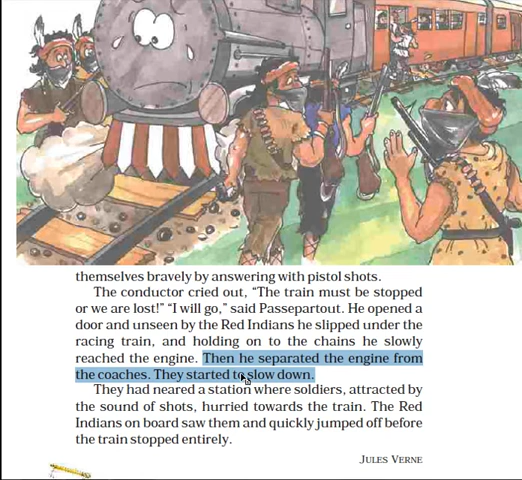 themselves bravely by answering with pistol shots.
The conductor cried out, “The train must be stopped
or we are lost!” “I will go,” said Passepartout. He opened a
door and unseen by the Red Indians he slipped under the
racing train, and holding on to the chains he slowly
reached the engine. Then he separated the engine from
the coaches. They started to slow down.
They had neared a station where soldiers, attracted by
the sound of shots, hurried towards the train. The Red
Indians on board saw them and quickly jumped off before
the train stopped entirely.
JULES VERNE